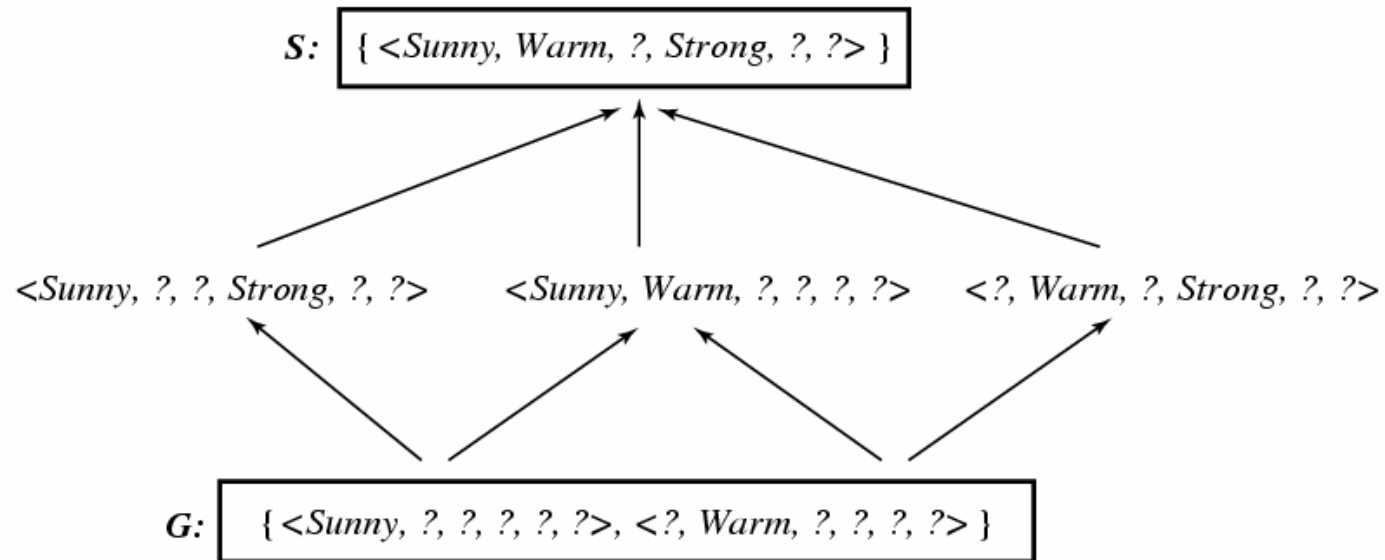 S: { <Sunny, Warm, ?, Strong, ?, ?> }
<Sunny, ?, ?, Strong, ?, ?> <Sunny, Warm, ?, ?, ?, ?> <?, Warm, ?, Strong, ?, ?>
G: { <Sunny, ?, ?, ?, ?, ?>, <?, Warm, ?, ?, ?, ?> }